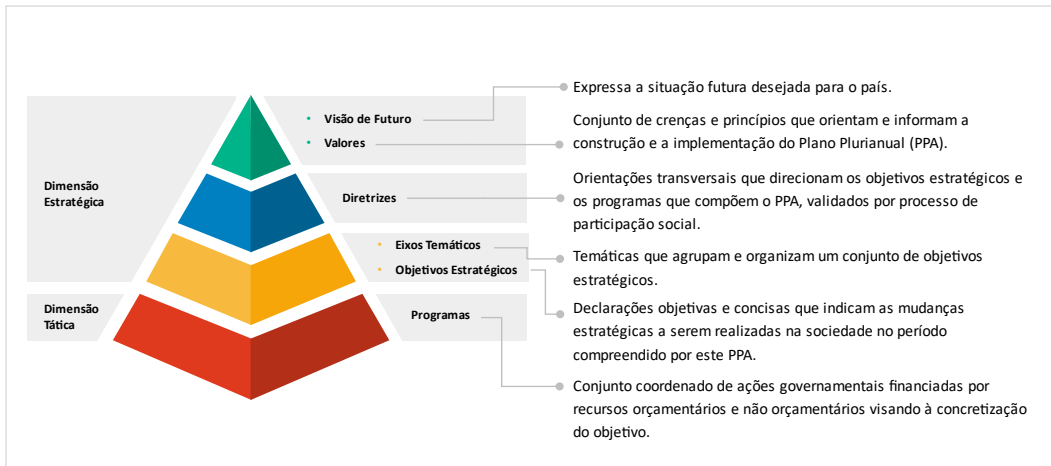 Dimensão
Estratégica
Dimensão
Tática
• Visão de Futuro
• Valores
Diretrizes
• Eixos Temáticos
• Objetivos Estratégicos
Programas
Expressa a situação futura desejada para o país.
Conjunto de crenças e princípios que orientam e informam a
construção e a implementação do Plano Plurianual (PPA).
Orientações transversais que direcionam os objetivos estratégicos e
os programas que compõem o PPA, validados por processo de
participação social.
Temáticas que agrupam e organizam um conjunto de objetivos
estratégicos.
Declarações objetivas e concisas que indicam as mudanças
estratégicas a serem realizadas na sociedade no período
compreendido por este PPA.
Conjunto coordenado de ações governamentais financiadas por
recursos orçamentários e não orçamentários visando à concretização
do objetivo.